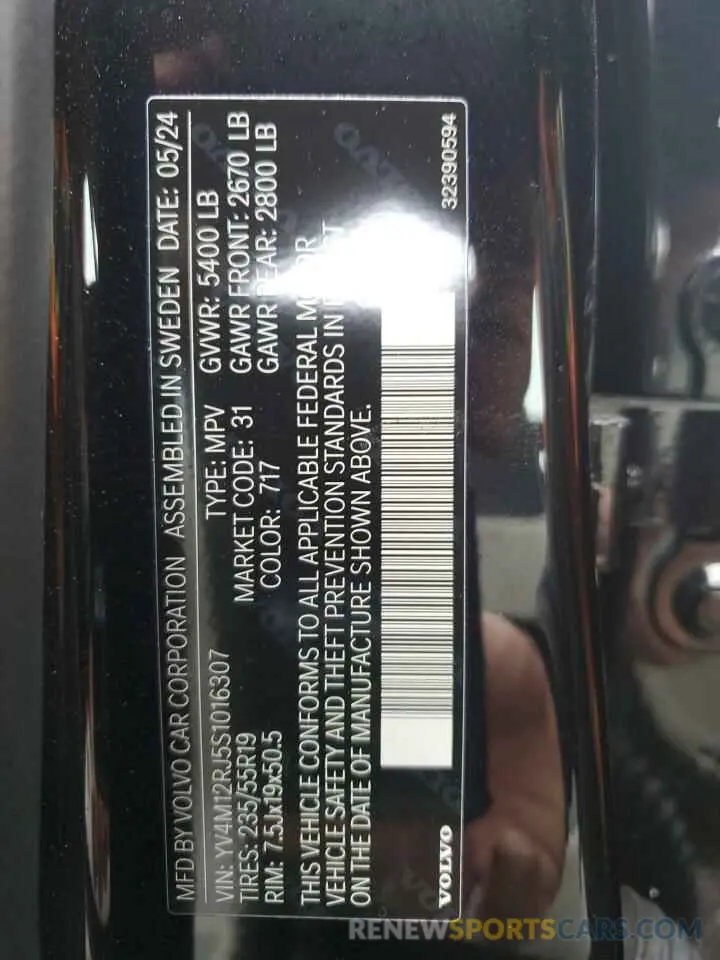 MFD BY VOLVO CAR CORPORATION ASSEMBLED IN SWEDEN DATE: 05/24
VIN: YV4M12RJ5S1016307 TYPE: MPV GVWR: 5400 LB
TIRES: 235/55R19 MARKET CODE: 31 GAWR FRONT: 2670 LB
RIM: 7.5Jx19x50.5 COLOR: 717 GAWR REAR: 2800 LB
THIS VEHICLE CONFORMS TO ALL APPLICABLE FEDERAL MOTOR
VEHICLE SAFETY AND THEFT PREVENTION STANDARDS IN EFFECT
ON THE DATE OF MANUFACTURE SHOWN ABOVE.
VOLVO 32390594
RENEWSPORTSCARS.COM